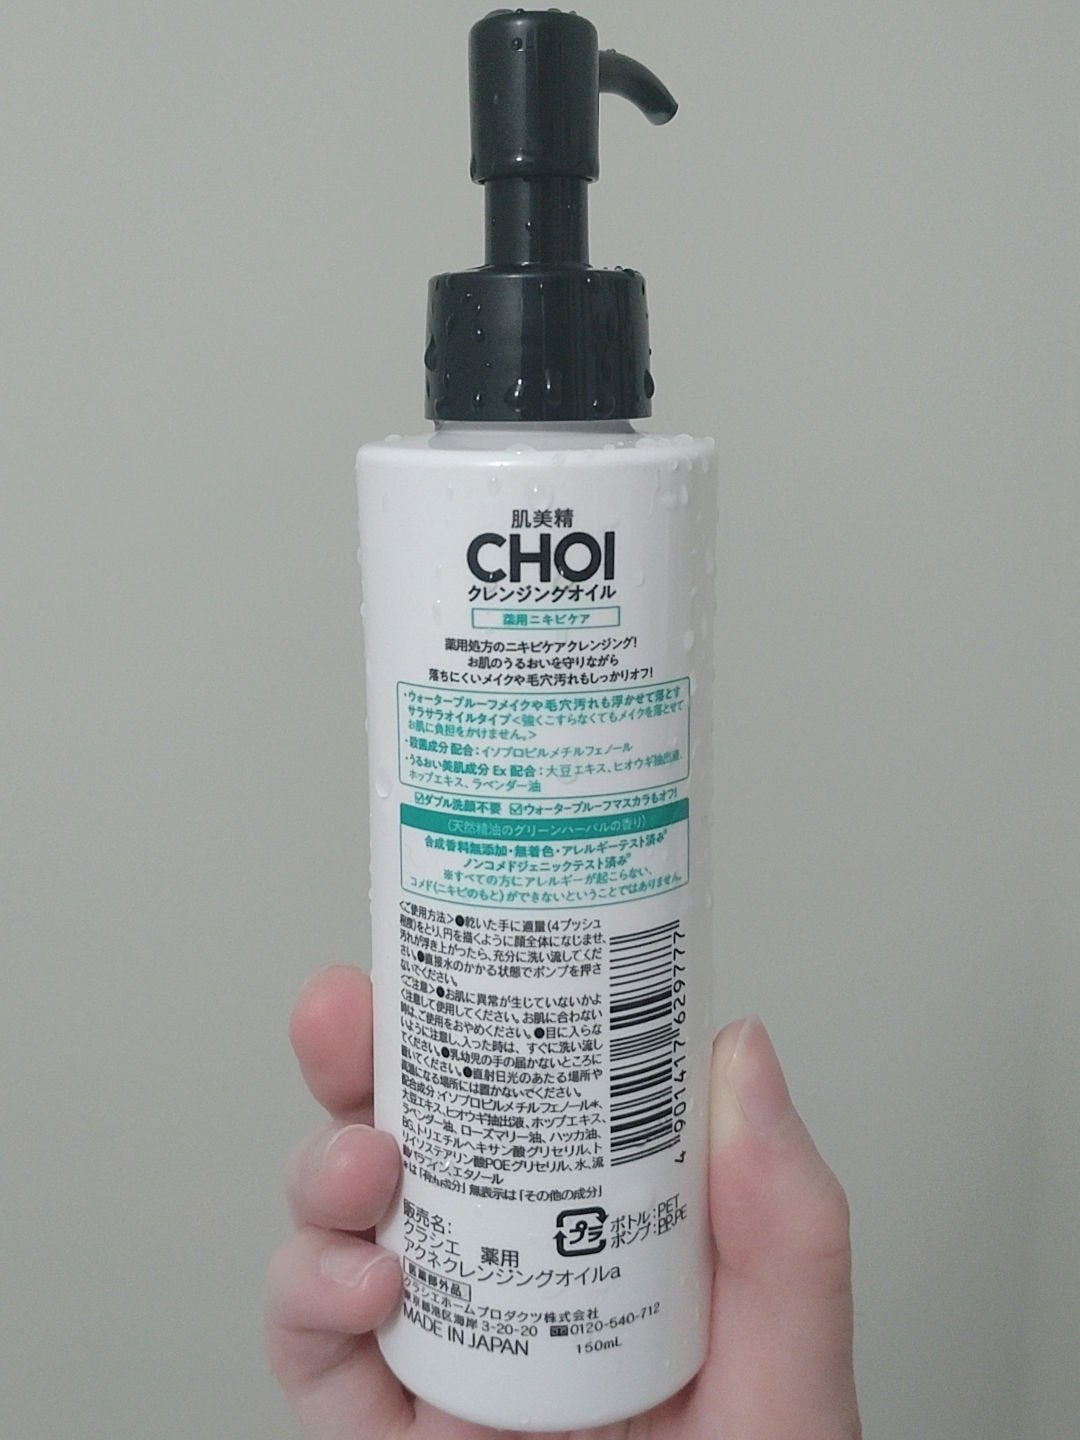 肌美精
CHOI
クレンジングオイル
薬用ニキビケア
薬用処方のニキビケアクレンジング!
お肌のうるおいを守りながら
落ちにくいメイクや毛穴汚れもしっかりオフ!
・ウォータープルーフメイクや毛穴汚れも浮かせて落とす
サラサラオイルタイプ<強くこすらなくてもメイクを落とせて
お肌に負担をかけません。>
・殺菌成分 配合:イソプロピルメチルフェノール
・うるおい美肌成分 Ex 配合:大豆エキス、ヒオウギ抽出液、
ホップエキス、ラベンダー油
☑ダブル洗顔不要 ☑ウォータープルーフマスカラもオフ!
〈天然精油のグリーンハーバルの香り〉
合成香料無添加・無着色・アレルギーテスト済み※
ノンコメドジェニックテスト済み※
※すべての方にアレルギーが起こらない、
コメド(ニキビのもと)ができないということではありません。
<ご使用方法>●乾いた手に適量(4プッシュ
程度)をとり、円を描くように顔全体になじませ、
汚れが浮き上がったら、充分に洗い流してくだ
さい。●直接水のかかる状態でポンプを押さ
ないでください。
<ご注意>●お肌に異常が生じていないかよ
く注意して使用してください。お肌に合わない
時は、ご使用をおやめください。●目に入らな
いように注意し、入った時は、すぐに洗い流し
てください。●乳幼児の手の届かないところに
置いてください。●直射日光のあたる場所や
高温になる場所には置かないでください。
配合成分:イソプロピルメチルフェノール*、
大豆エキス、ヒオウギ抽出液、ホップエキス、
ラベンダー油、ローズマリー油、ハッカ油、
BG、トリエチルヘキサン酸グリセリル、ト
リイソステアリン酸POEグリセリル、水、流
動パラフィン、エタノール
*は「有効成分」無表示は「その他の成分」
4 901417 629777
販売名:
クラシエ 薬用
アクネクレンジングオイルa
プラ
ボトル:PET
ポンプ:PP,PE
医薬部外品
クラシエホームプロダクツ株式会社
東京都港区海岸 3-20-20 0120-540-712
MADE IN JAPAN 150mL